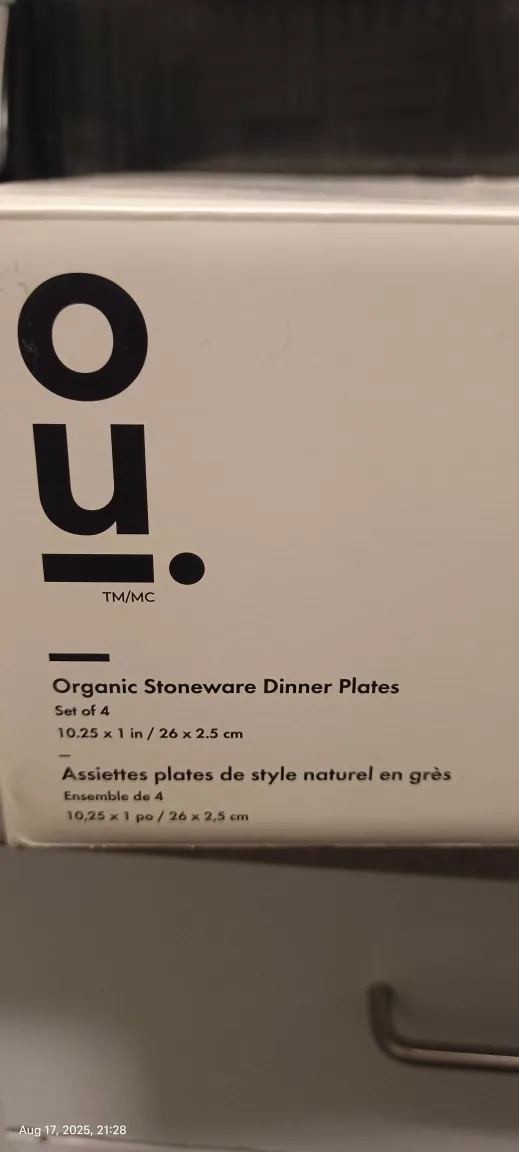 oui
TM/MC
Organic Stoneware Dinner Plates
Set of 4
10.25 x 1 in / 26 x 2.5 cm
Assiettes plates de style naturel en grès
Ensemble de 4
10,25 x 1 po / 26 x 2,5 cm
Aug 17, 2025, 21:28